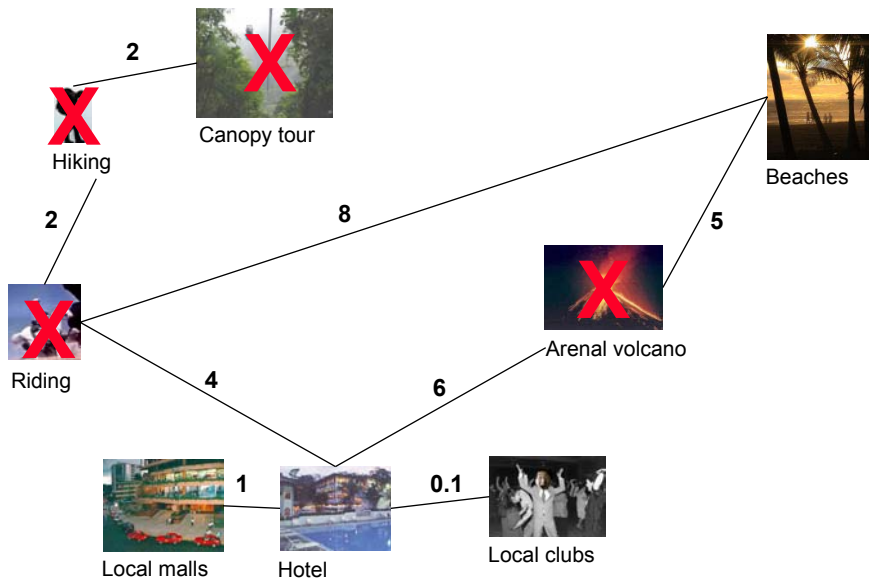 2
X
Canopy tour
X
Hiking
Beaches
2
8
5
X
X
Arenal volcano
Riding
4
6
1
0.1
Local malls
Hotel
Local clubs